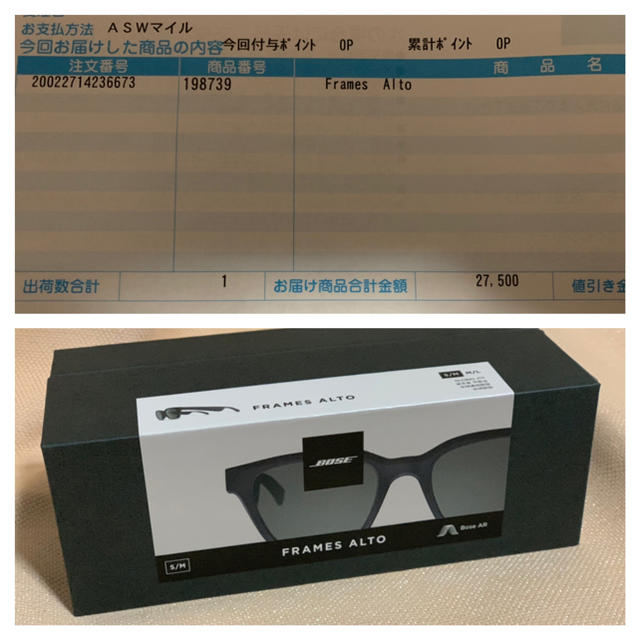 お支払方法 ASWマイル
今回お届けした商品の内容 今回付与ﾎﾟｲﾝﾄ 0P 累計ﾎﾟｲﾝﾄ 0P
注文番号 商品番号 商品名
20022714236673 198739 Frames Alto
出荷数合計 1 お届け商品合計金額 27,500 値引き金
S/M M/L
FRAMES ALTO
BOSE
FRAMES ALTO
Bose AR
S/M